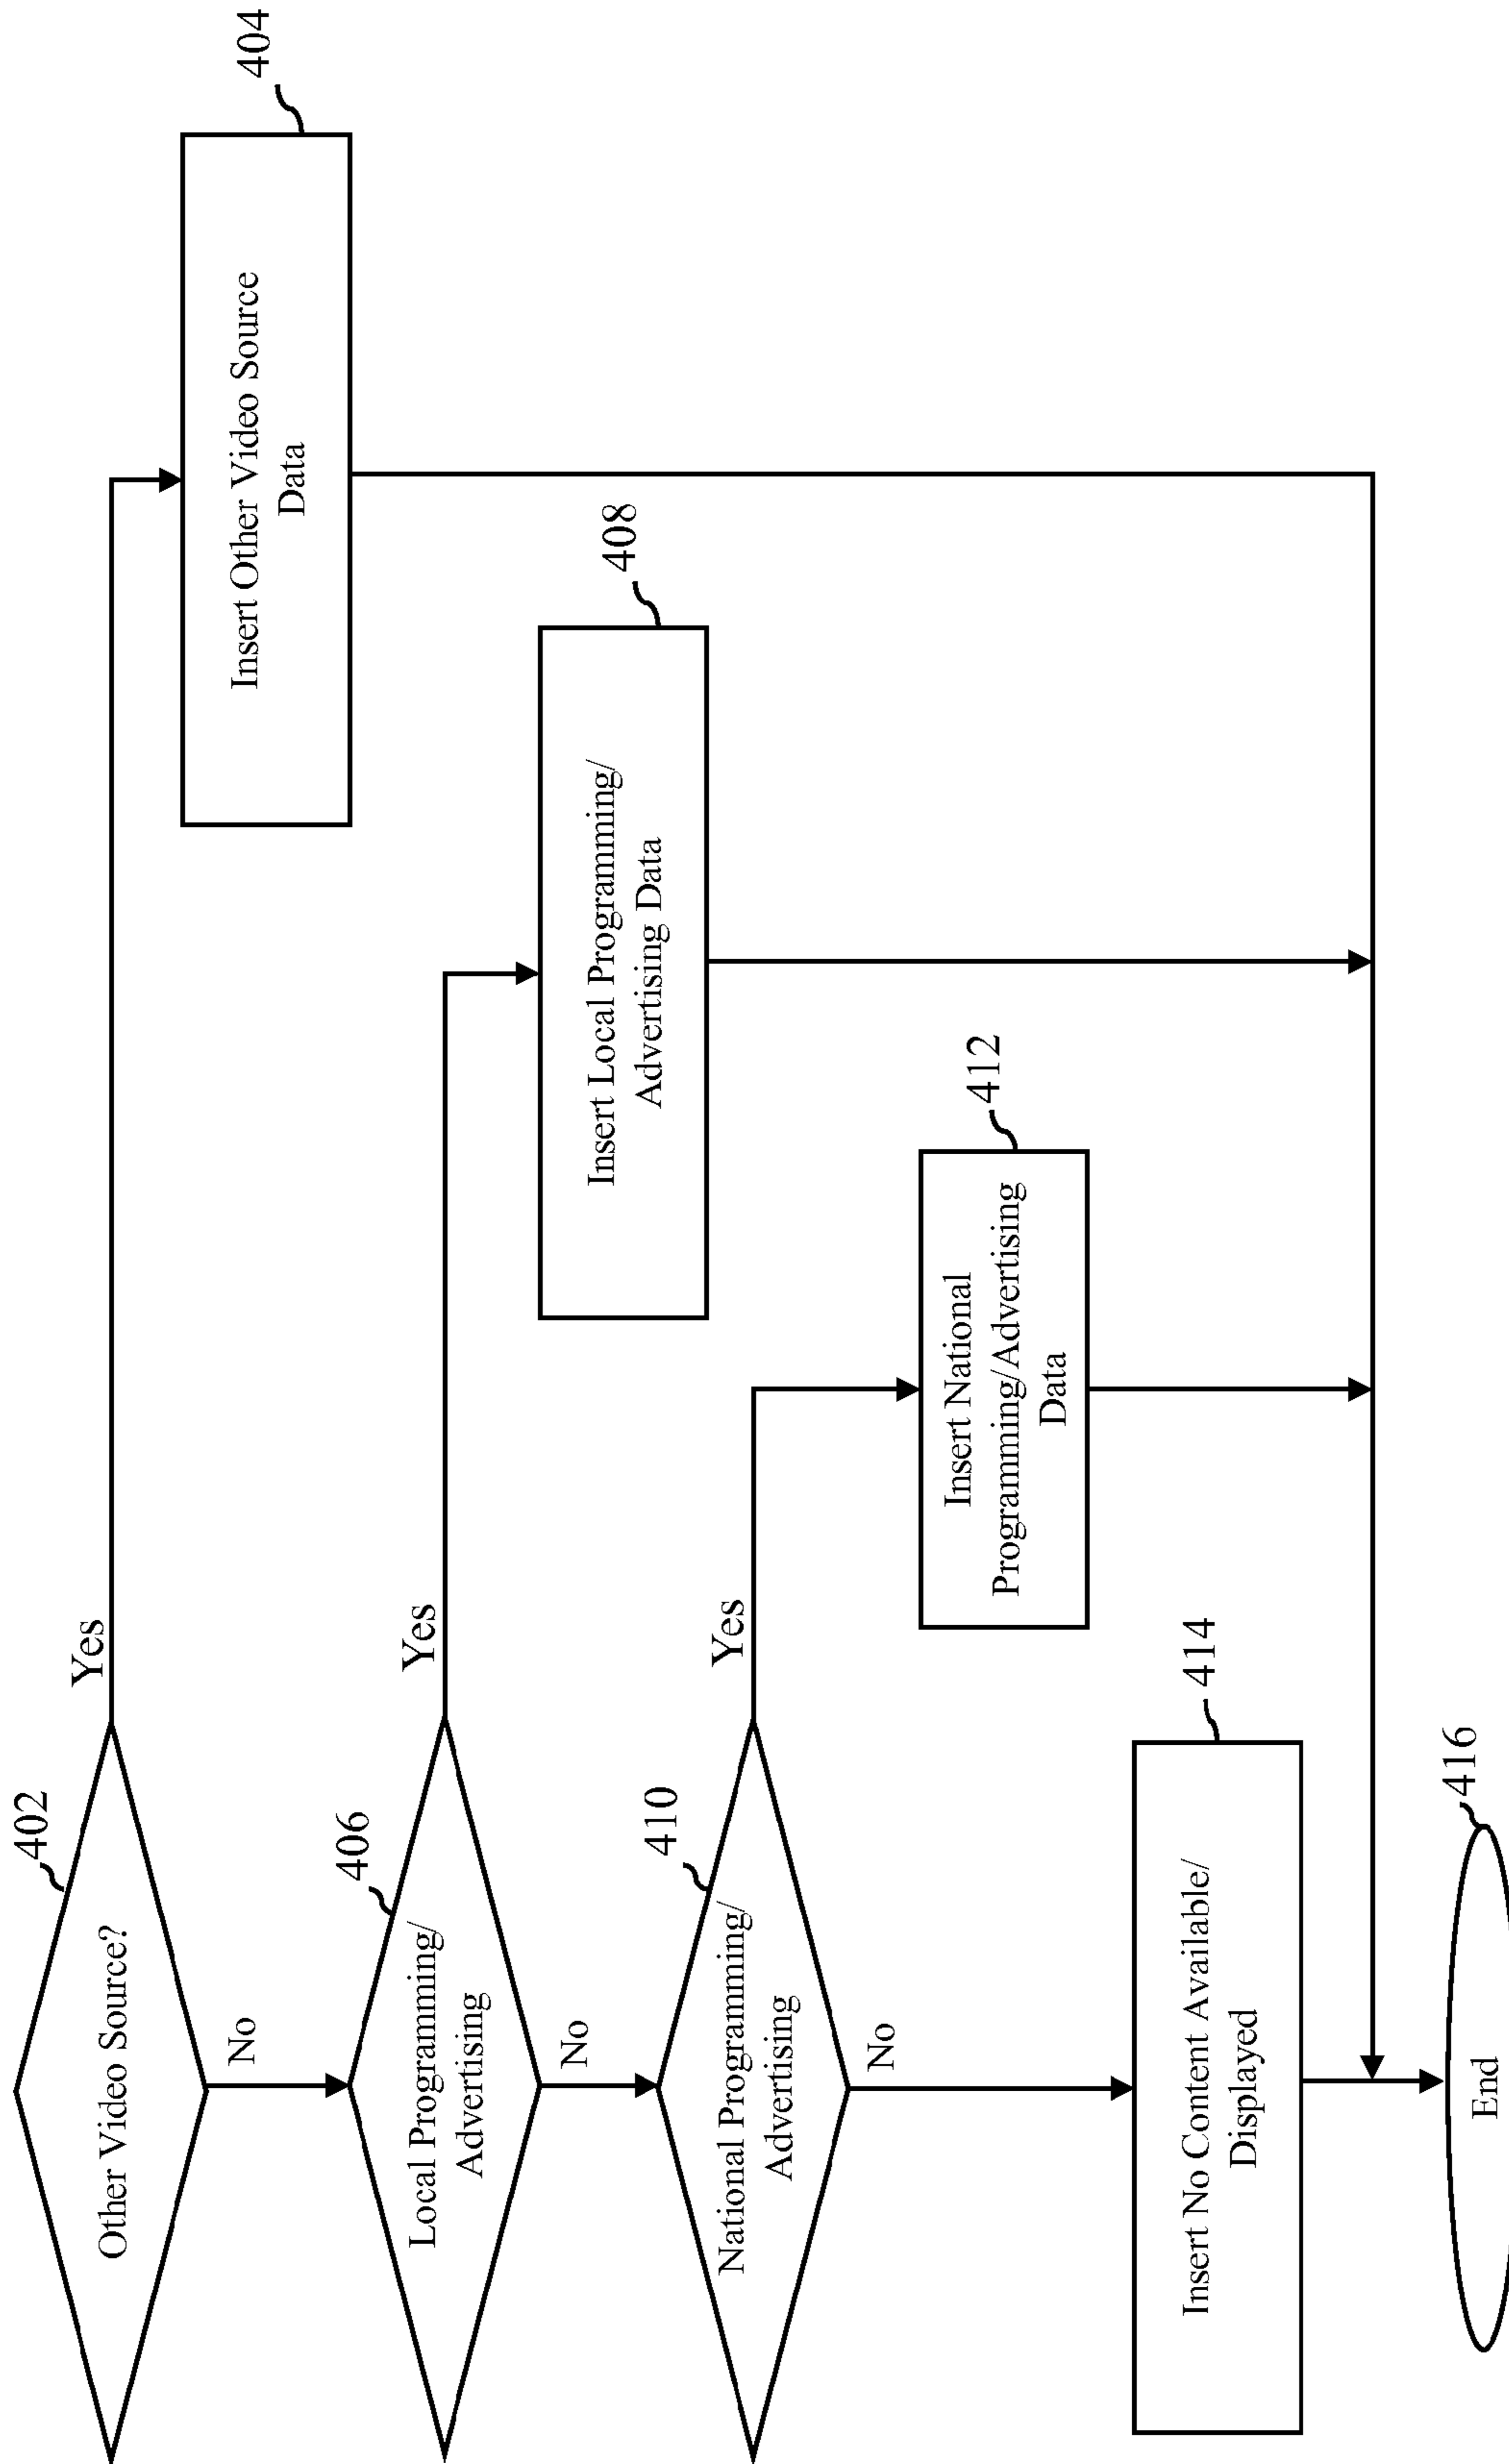 402
Other Video Source?
Yes
404
Insert Other Video Source
Data
No
406
Local Programming/
Advertising
Yes
408
Insert Local Programming/
Advertising Data
No
410
National Programming/
Advertising
Yes
412
Insert National
Programming/Advertising
Data
No
414
Insert No Content Available/
Displayed
416
End